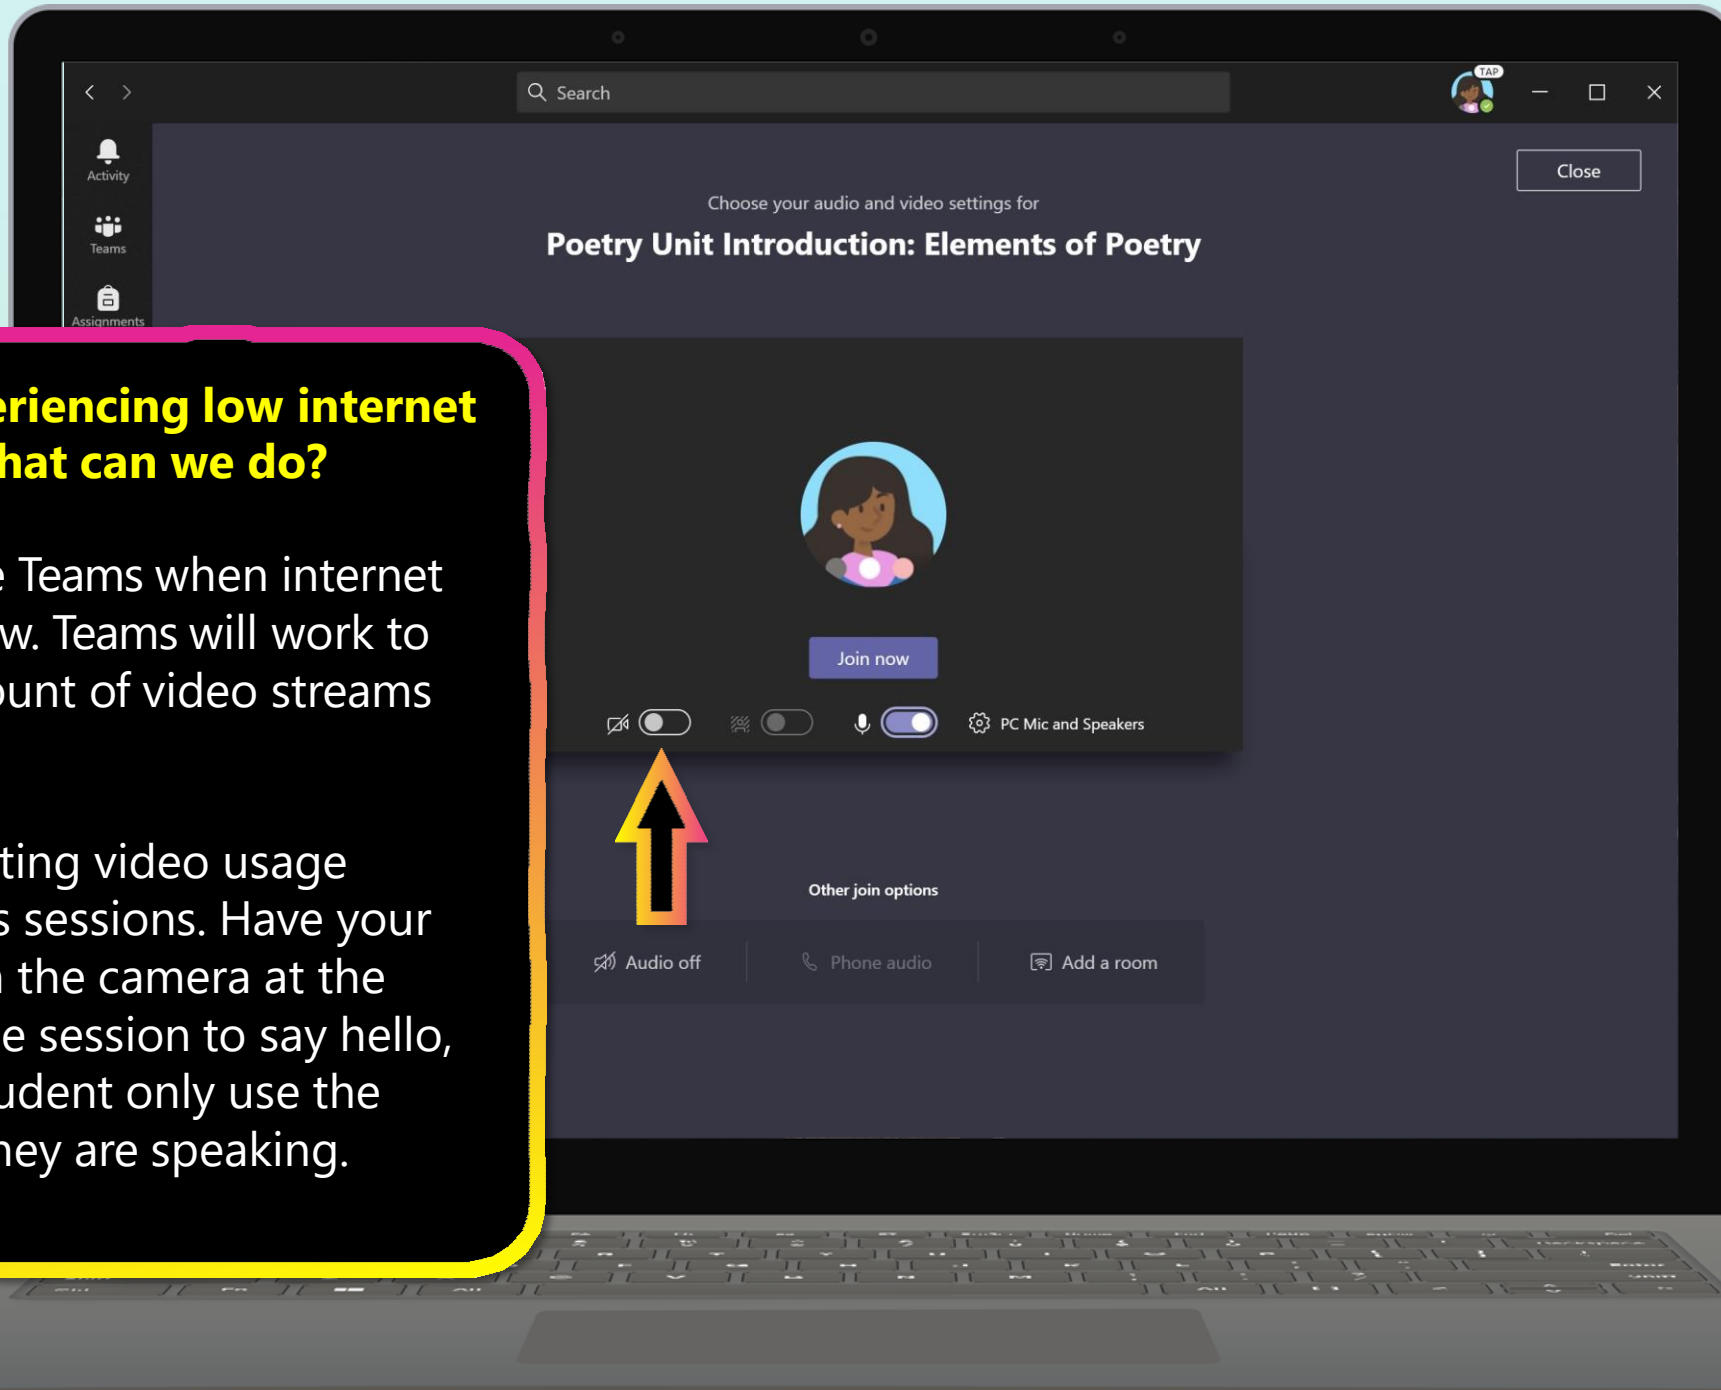 Search
TAP
Activity
Teams
Assignments
Close
Choose your audio and video settings for
Poetry Unit Introduction: Elements of Poetry
eriencing low internet
hat can we do?
e Teams when internet
w. Teams will work to
ount of video streams
ting video usage
s sessions. Have your
n the camera at the
e session to say hello,
udent only use the
hey are speaking.
Join now
PC Mic and Speakers
Other join options
Audio off
Phone audio
Add a room